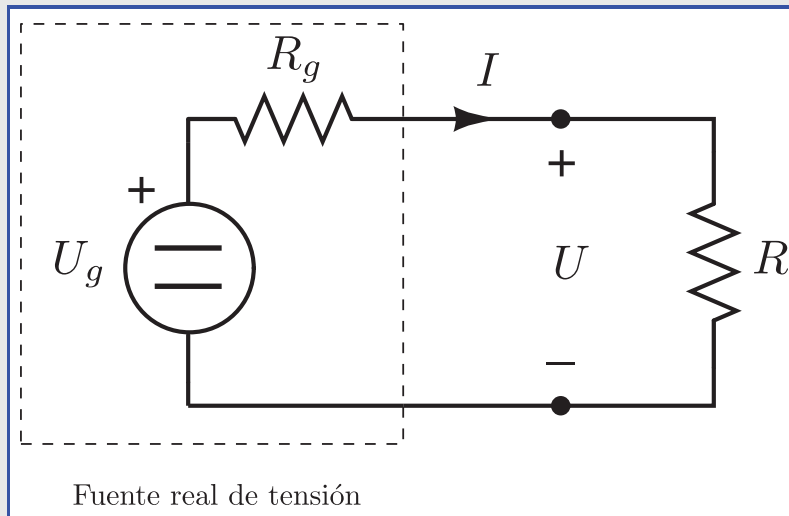 R_g
I
+
+
U_g
U
R
−
Fuente real de tensión